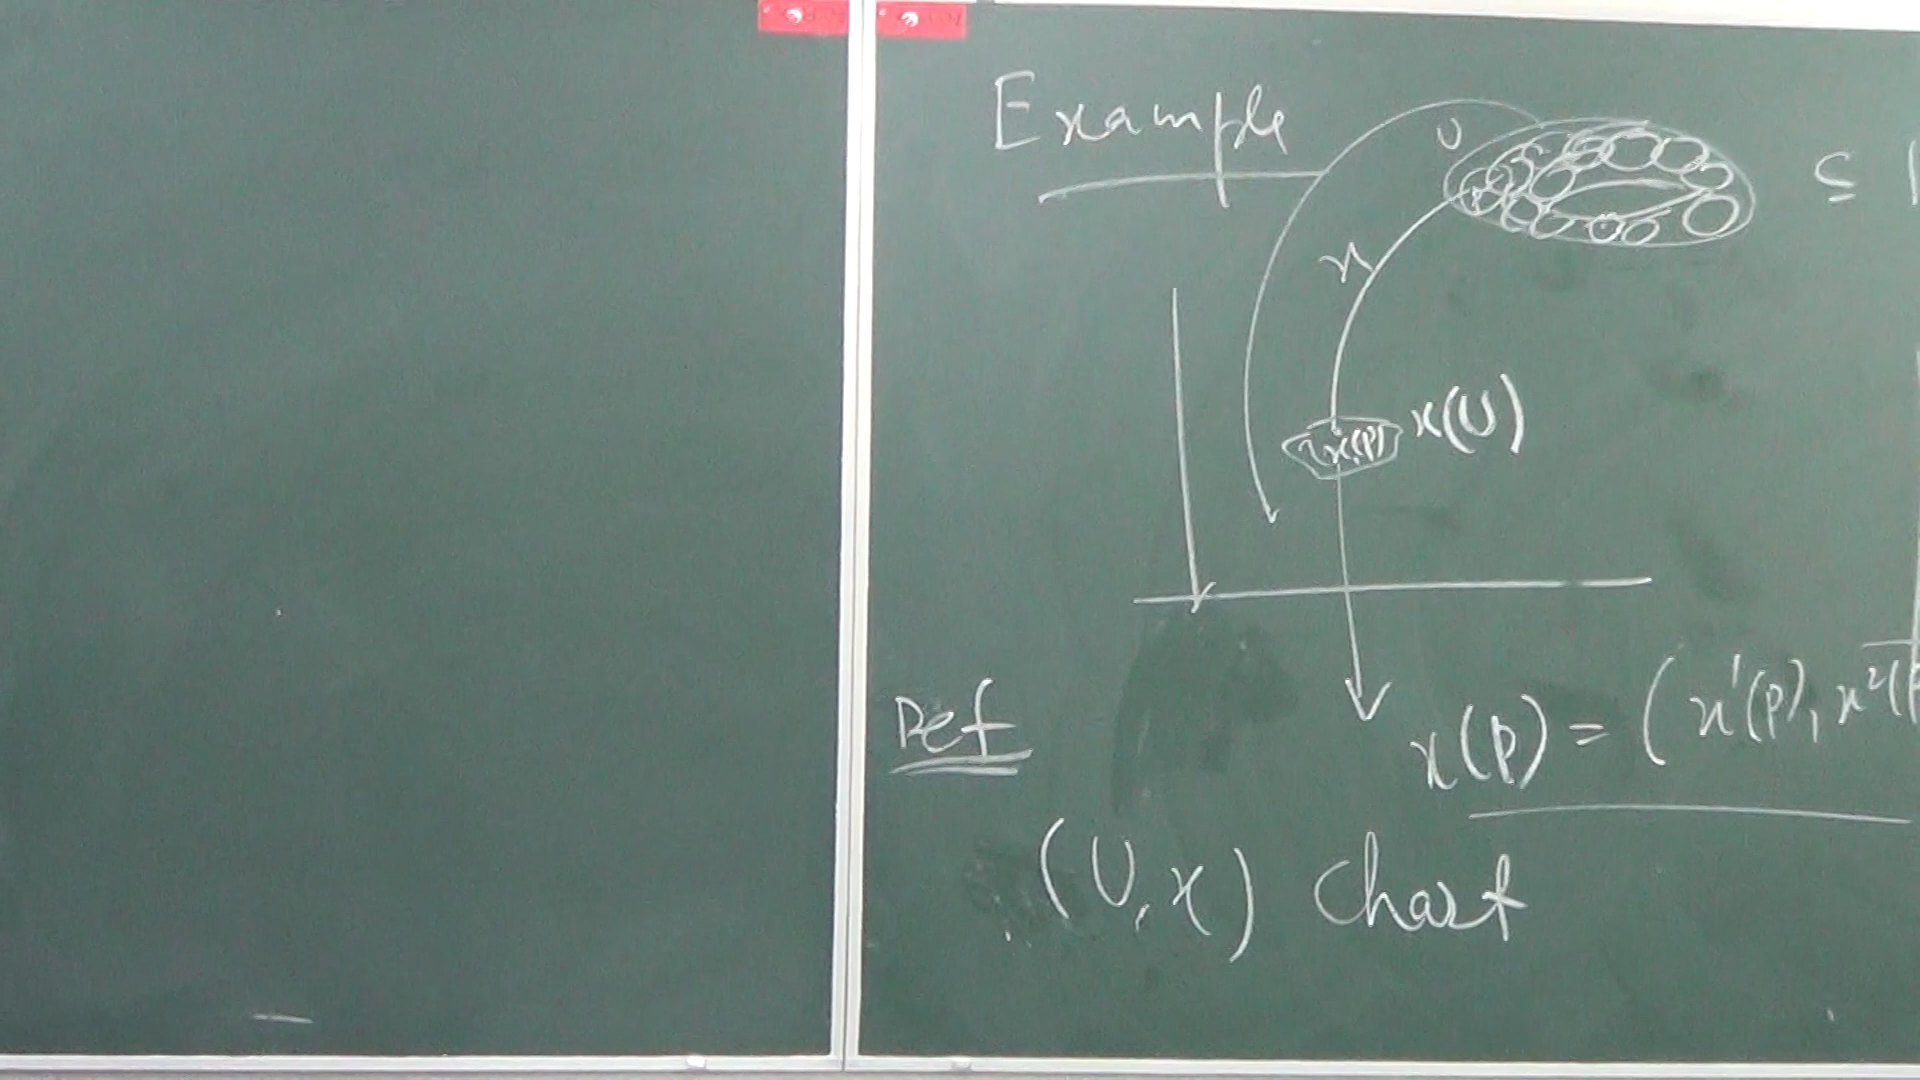 Example
U
S
p
x
x(p)
x(U)
Def
x(p) = (x¹(p), x²(p
(U, x) Chart